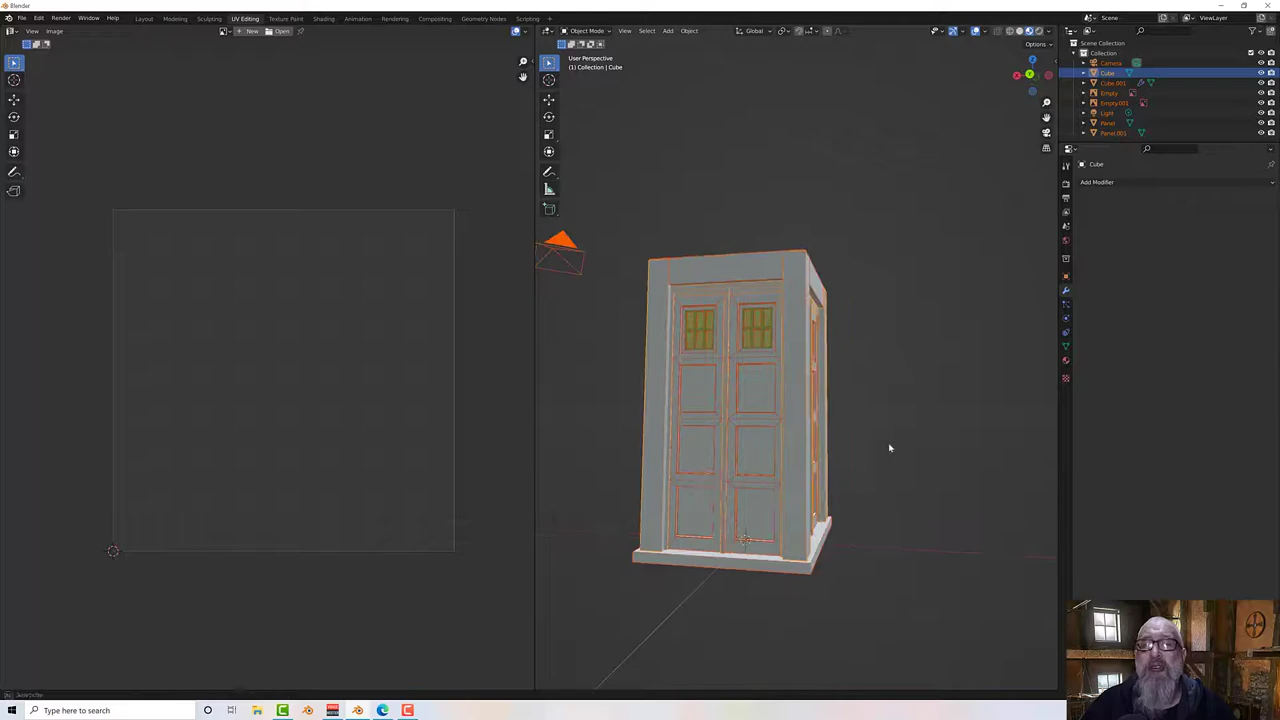 Blender
File Edit Render Window Help Layout Modeling Sculpting UV Editing Texture Paint Shading Animation Rendering Compositing Geometry Nodes Scripting + Scene ViewLayer
View Image + New Open Object Mode View Select Add Object Global
Options
User Perspective
(1) Collection | Cube
Scene Collection
Collection
Camera
Cube
Cube.001
Empty
Empty.001
Light
Panel
Panel.001
Cube
Add Modifier
Type here to search